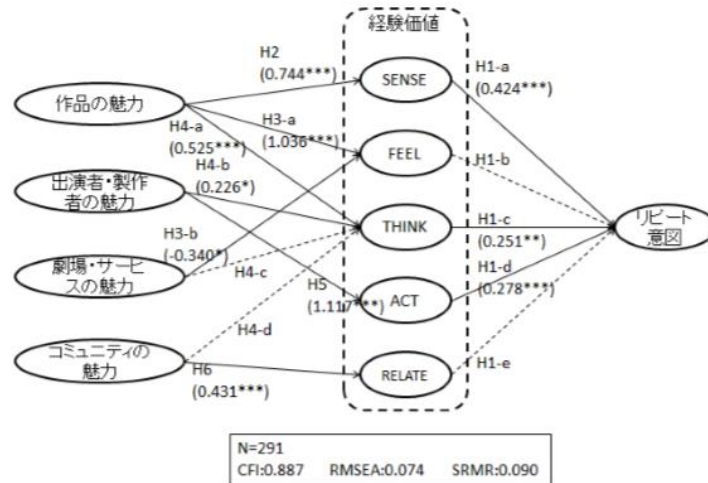 経験価値
H2
(0.744***)
SENSE
H1-a
(0.424***)
作品の魅力
H4-a
(0.525***)
H3-a
(1.036***)
FEEL
H1-b
H4-b
(0.226*)
出演者・製作
者の魅力
THINK
H1-c
(0.251**)
リピート
意図
H3-b
(-0.340*)
劇場・サービ
スの魅力
H4-c
H5
(1.117***)
ACT
H1-d
(0.278***)
H4-d
コミュニティの
魅力
H6
(0.431***)
RELATE
H1-e
N=291
CFI:0.887 RMSEA:0.074 SRMR:0.090